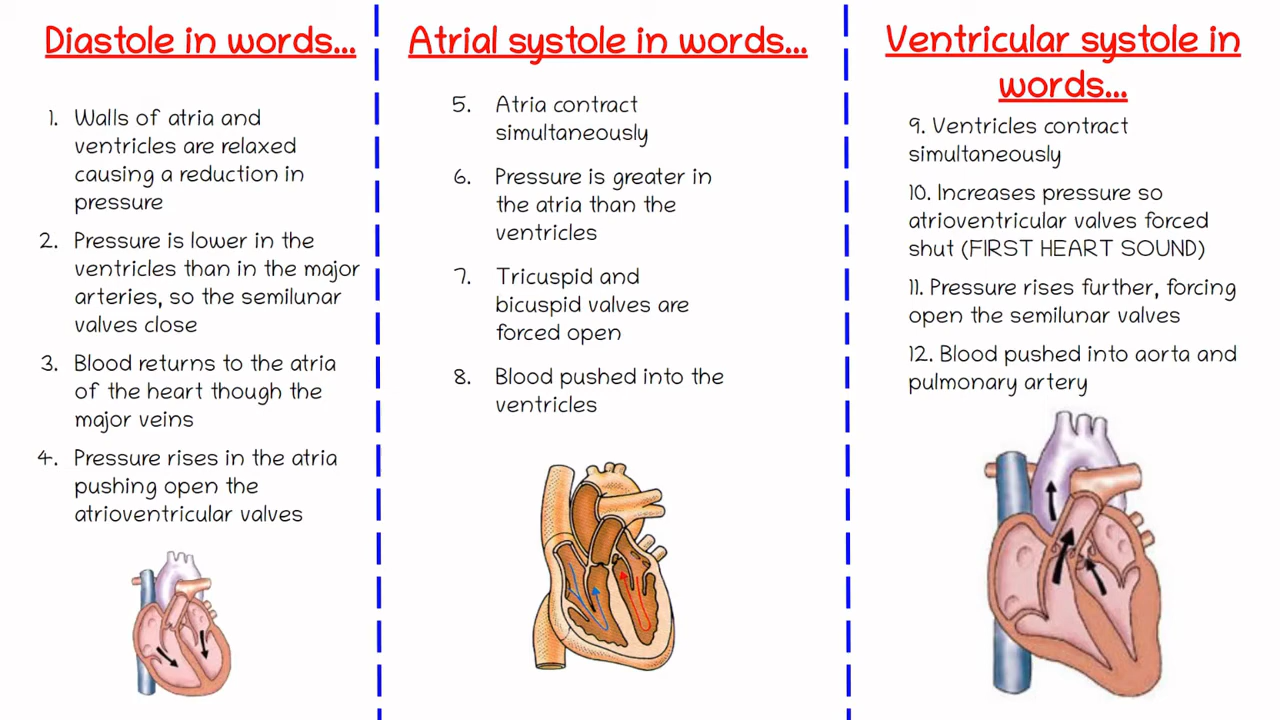 Diastole in words...
1. Walls of atria and
ventricles are relaxed
causing a reduction in
pressure
2. Pressure is lower in the
ventricles than in the major
arteries, so the semilunar
valves close
3. Blood returns to the atria
of the heart though the
major veins
4. Pressure rises in the atria
pushing open the
atrioventricular valves
Atrial systole in words...
5. Atria contract
simultaneously
6. Pressure is greater in
the atria than the
ventricles
7. Tricuspid and
bicuspid valves are
forced open
8. Blood pushed into the
ventricles
Ventricular systole in
words...
9. Ventricles contract
simultaneously
10. Increases pressure so
atrioventricular valves forced
shut (FIRST HEART SOUND)
11. Pressure rises further, forcing
open the semilunar valves
12. Blood pushed into aorta and
pulmonary artery